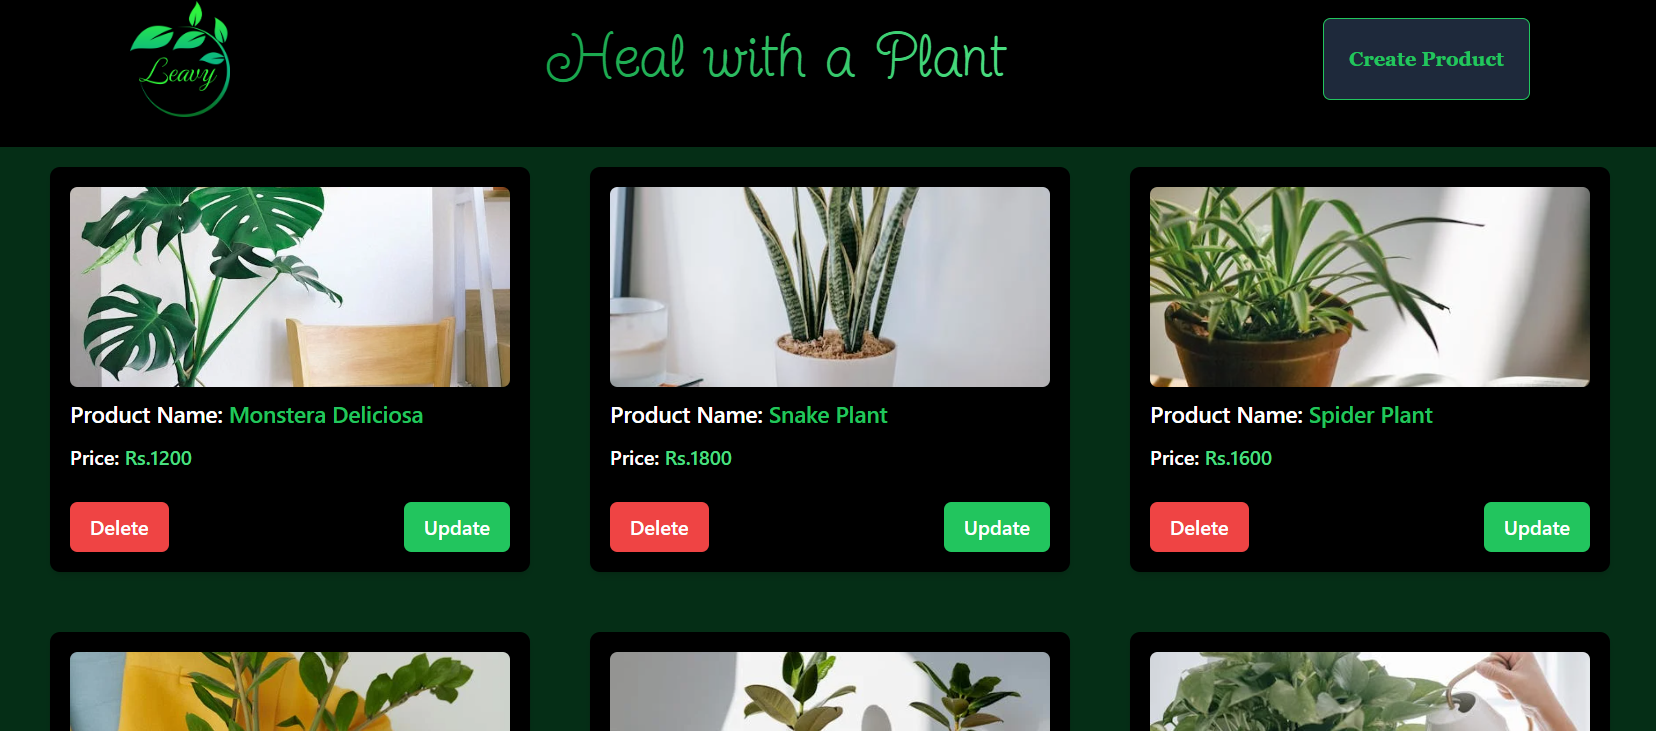 Leavy
Heal with a Plant
Create Product
Product Name: Monstera Deliciosa
Price: Rs.1200
Delete
Update
Product Name: Snake Plant
Price: Rs.1800
Delete
Update
Product Name: Spider Plant
Price: Rs.1600
Delete
Update